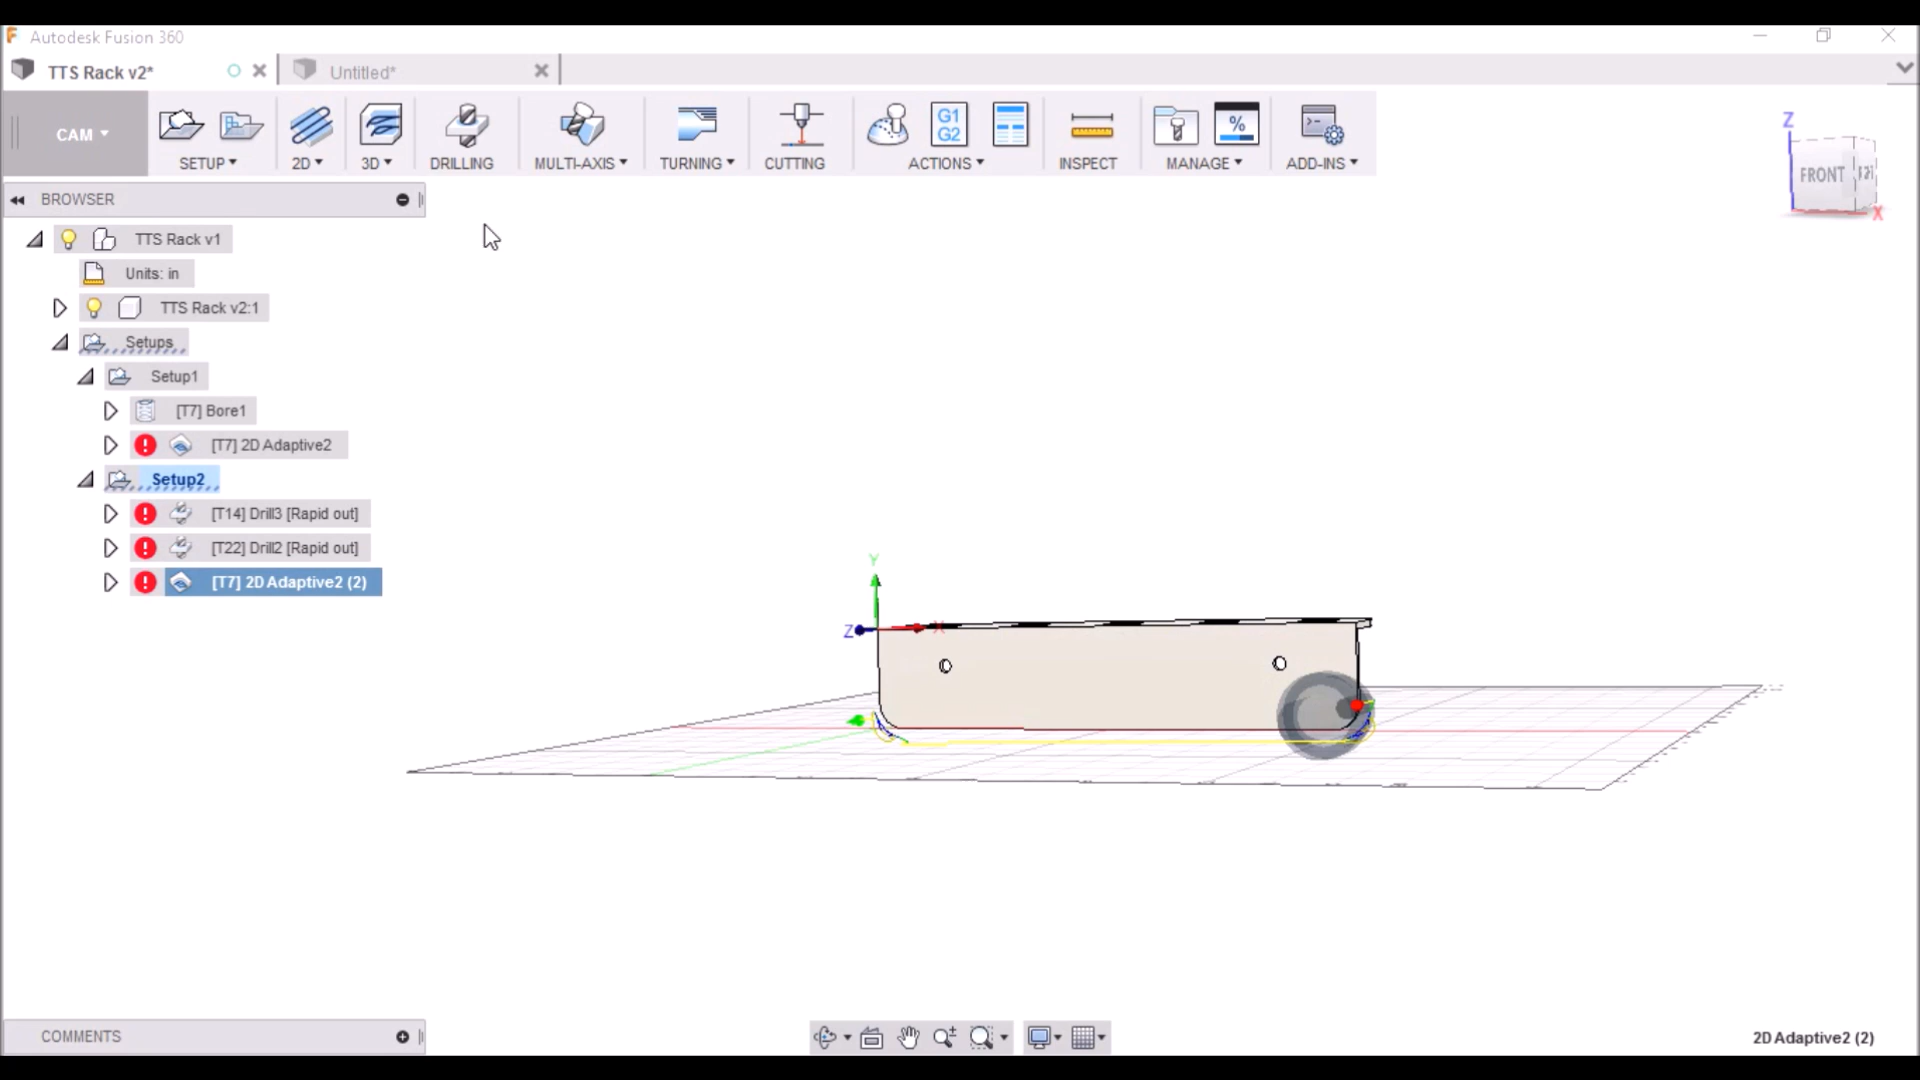 Autodesk Fusion 360
TTS Rack v2*
Untitled*
CAM
SETUP
2D
3D
DRILLING
MULTI-AXIS
TURNING
CUTTING
G1
G2
ACTIONS
INSPECT
%
MANAGE
ADD-INS
Z
FRONT
X
BROWSER
TTS Rack v1
Units: in
TTS Rack v2:1
Setups
Setup1
[T7] Bore1
[T7] 2D Adaptive2
Setup2
[T14] Drill3 [Rapid out]
[T22] Drill2 [Rapid out]
[T7] 2D Adaptive2 (2)
Y
Z
X
COMMENTS
2D Adaptive2 (2)